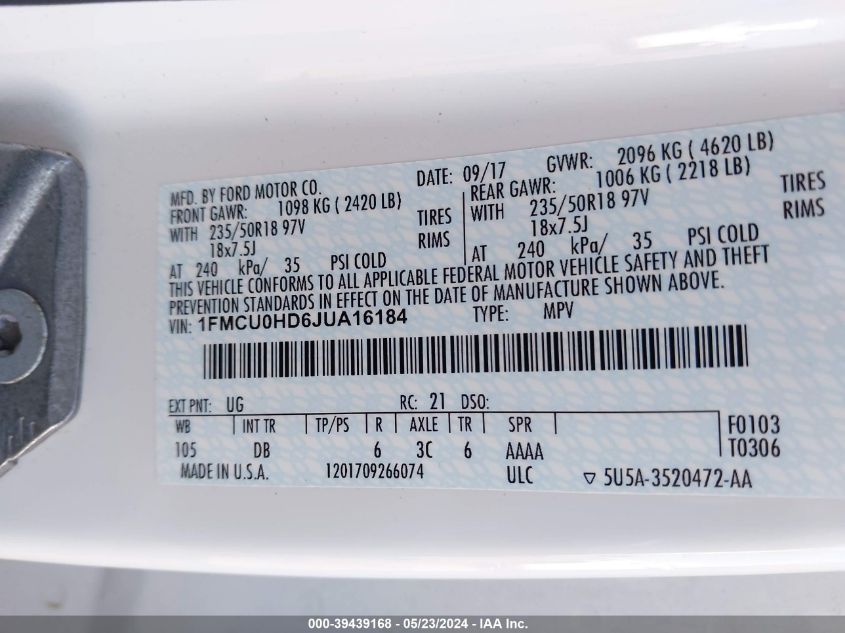 MFD. BY FORD MOTOR CO.
DATE: 09/17 GVWR: 2096 KG ( 4620 LB)
FRONT GAWR: 1098 KG ( 2420 LB) REAR GAWR: 1006 KG ( 2218 LB)
WITH 235/50R18 97V TIRES WITH 235/50R18 97V TIRES
18x7.5J RIMS 18x7.5J RIMS
AT 240 kPa/ 35 PSI COLD AT 240 kPa/ 35 PSI COLD
THIS VEHICLE CONFORMS TO ALL APPLICABLE FEDERAL MOTOR VEHICLE SAFETY AND THEFT
PREVENTION STANDARDS IN EFFECT ON THE DATE OF MANUFACTURE SHOWN ABOVE.
VIN: 1FMCU0HD6JUA16184 TYPE: MPV
EXT PNT: UG RC: 21 DSO:
WB INT TR TP/PS R AXLE TR SPR F0103
105 DB 6 3C 6 AAAA T0306
MADE IN U.S.A. 1201709266074 ULC ▽ 5U5A-3520472-AA
000-39439168 - 05/23/2024 - IAA Inc.